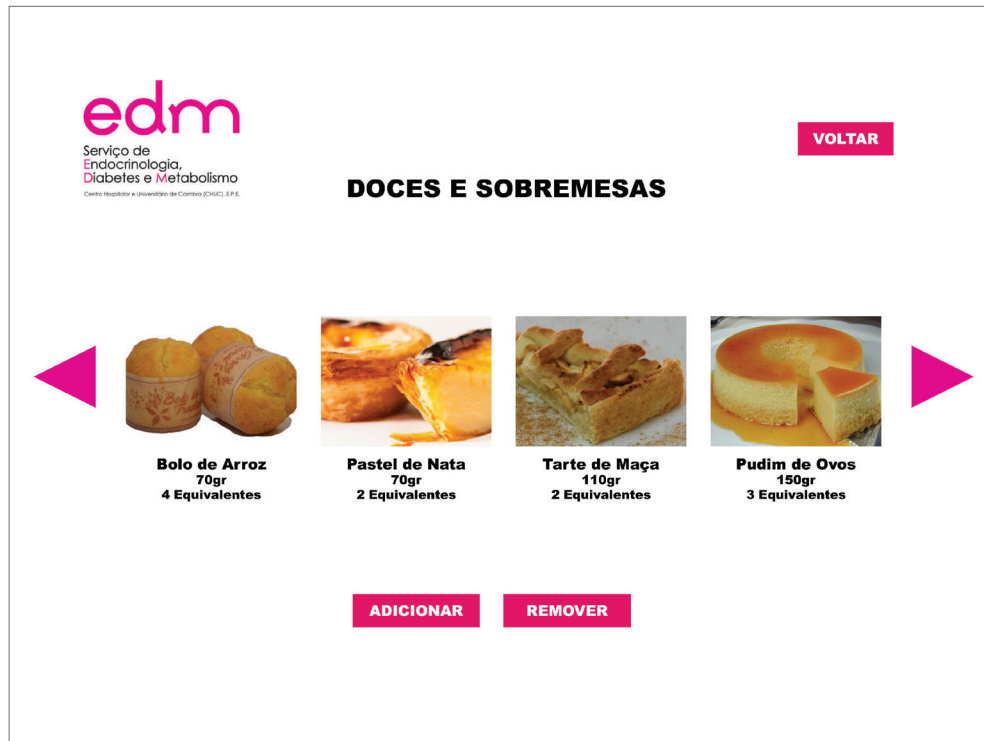 edm
Serviço de
Endocrinologia,
Diabetes e Metabolismo
Centro Hospitalar e Universitário de Coimbra (CHUC), E.P.E.
VOLTAR
DOCES E SOBREMESAS
Bolo de Arroz
70gr
4 Equivalentes
Pastel de Nata
70gr
2 Equivalentes
Tarte de Maça
110gr
2 Equivalentes
Pudim de Ovos
150gr
3 Equivalentes
ADICIONAR
REMOVER